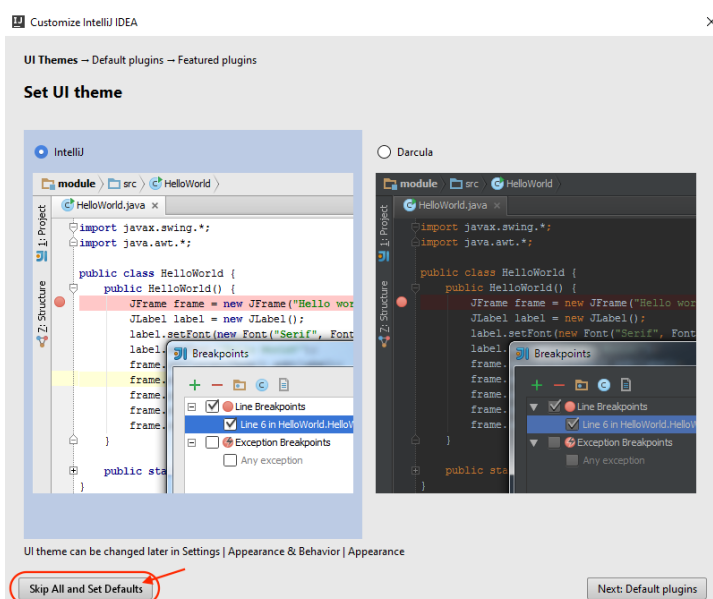 Customize IntelliJ IDEA
UI Themes → Default plugins → Featured plugins
Set UI theme
IntelliJ
module src HelloWorld
HelloWorld.java ×
1: Project
Z: Structure
import javax.swing.*;
import java.awt.*;
public class HelloWorld {
public HelloWorld() {
JFrame frame = new JFrame("Hello wor
JLabel label = new JLabel();
label.setFont(new Font("Serif", Font
label.
frame.
frame.
frame.
frame.
}
public sta
}
Breakpoints
Line Breakpoints
Line 6 in HelloWorld.HelloW
Exception Breakpoints
Any exception
Darcula
module src HelloWorld
HelloWorld.java ×
1: Project
Z: Structure
import javax.swing.*;
import java.awt.*;
public class HelloWorld {
public HelloWorld() {
JFrame frame = new JFrame("Hello wor
JLabel label = new JLabel();
label.setFont(new Font("Serif", Font
label.
frame.
frame.
frame.
frame.
}
public sta
}
Breakpoints
Line Breakpoints
Line 6 in HelloWorld.HelloW
Exception Breakpoints
Any exception
UI theme can be changed later in Settings | Appearance & Behavior | Appearance
Skip All and Set Defaults
Next: Default plugins